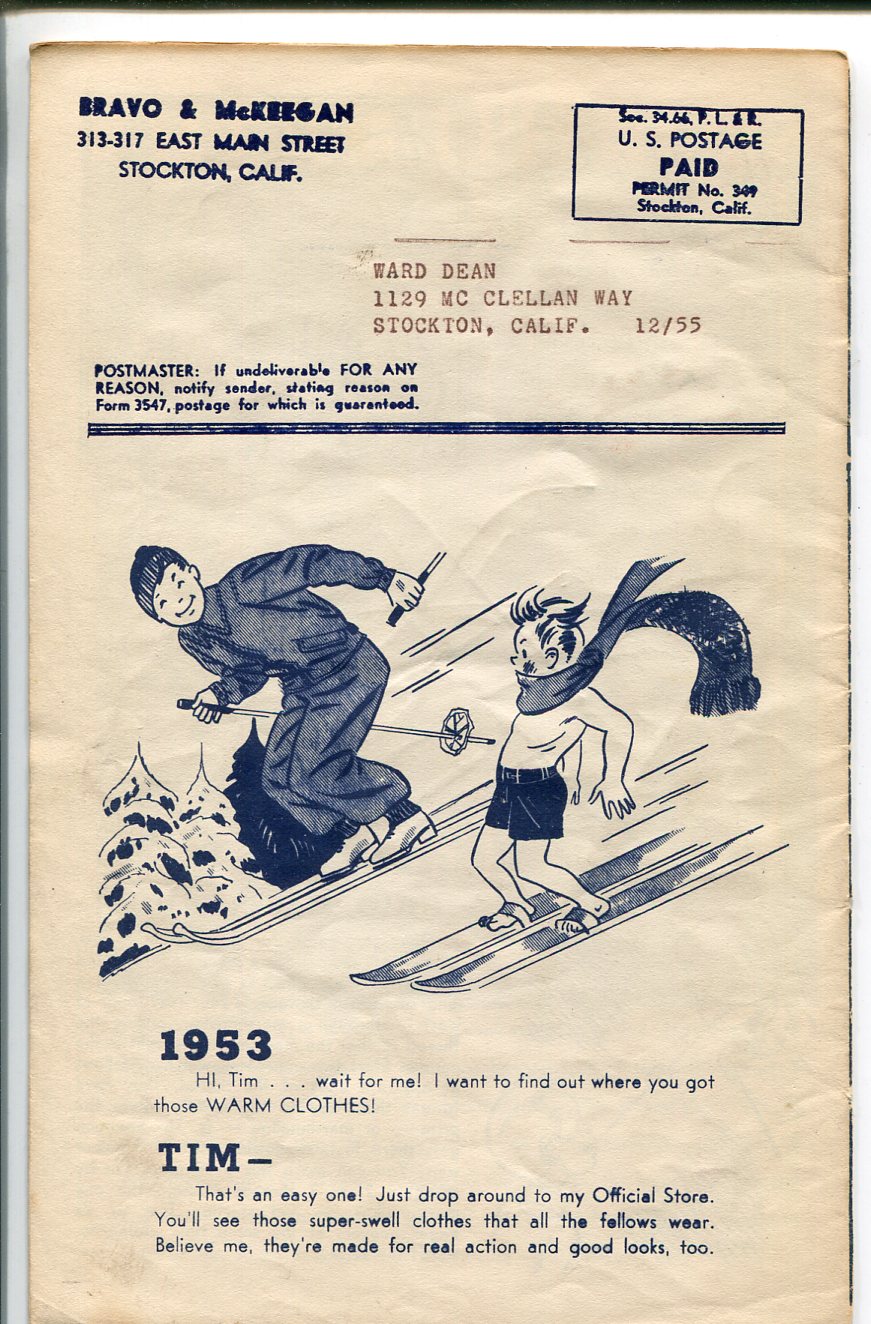 BRAVO & McKEEGAN
313-317 EAST MAIN STREET
STOCKTON, CALIF.
Sec. 34.66, P. L. & R.
U. S. POSTAGE
PAID
PERMIT No. 349
Stockton, Calif.
WARD DEAN
1129 MC CLELLAN WAY
STOCKTON, CALIF. 12/55
POSTMASTER: If undeliverable FOR ANY
REASON, notify sender, stating reason on
Form 3547, postage for which is guaranteed.
1953
HI, Tim . . . wait for me! I want to find out where you got
those WARM CLOTHES!
TIM—
That's an easy one! Just drop around to my Official Store.
You'll see those super-swell clothes that all the fellows wear.
Believe me, they're made for real action and good looks, too.